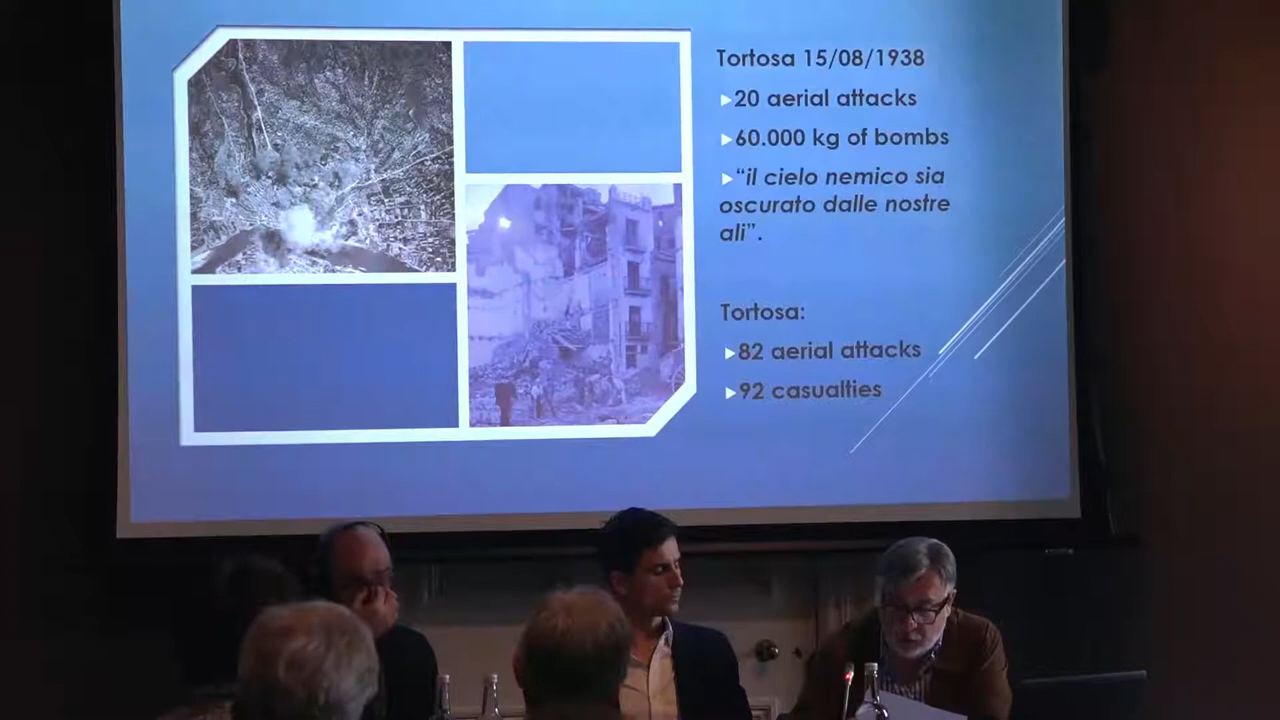 Tortosa 15/08/1938
▸20 aerial attacks
▸60.000 kg of bombs
▸“il cielo nemico sia
oscurato dalle nostre
ali”.
Tortosa:
▸82 aerial attacks
▸92 casualties